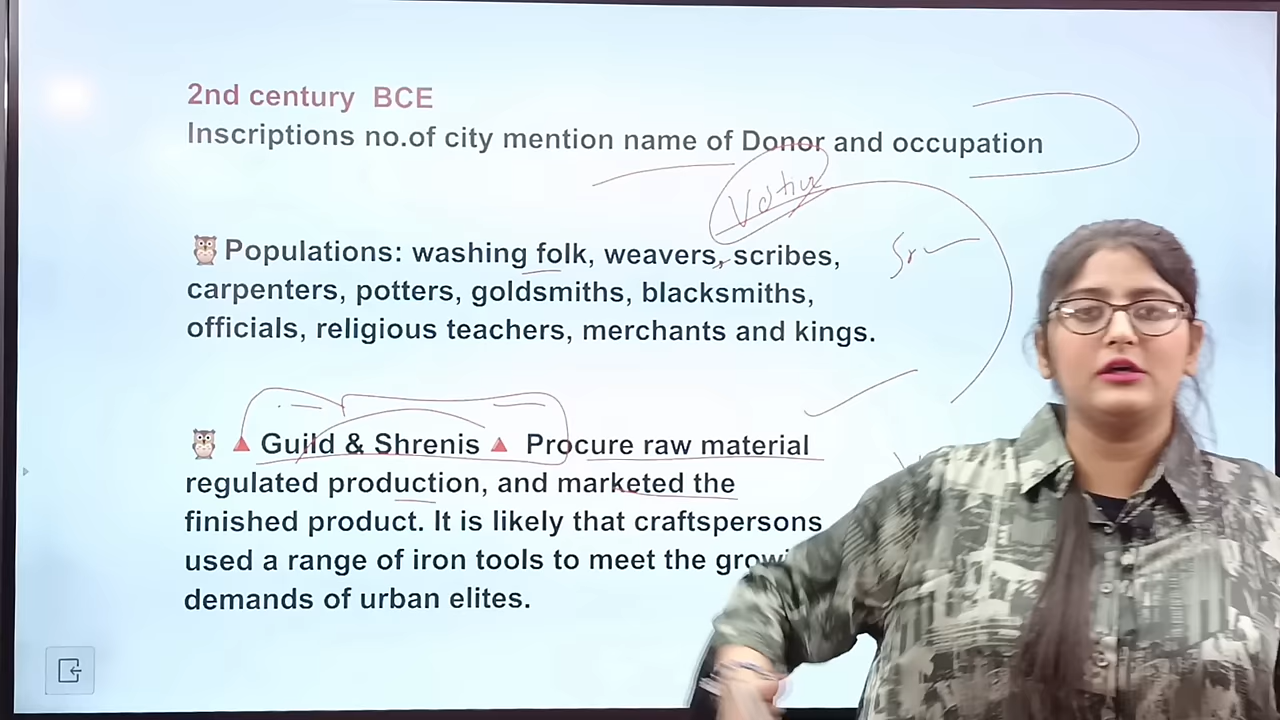 2nd century BCE
Inscriptions no.of city mention name of Donor and occupation
Votive
Populations: washing folk, weavers, scribes,
carpenters, potters, goldsmiths, blacksmiths,
officials, religious teachers, merchants and kings.
Guild & Shrenis Procure raw material
regulated production, and marketed the
finished product. It is likely that craftspersons
used a range of iron tools to meet the growi
demands of urban elites.